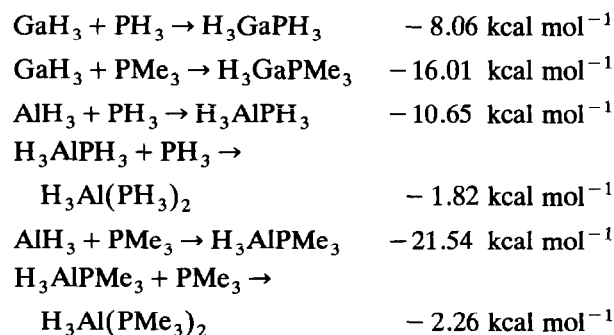 GaH₃ + PH₃ → H₃GaPH₃ − 8.06 kcal mol⁻¹
GaH₃ + PMe₃ → H₃GaPMe₃ − 16.01 kcal mol⁻¹
AlH₃ + PH₃ → H₃AlPH₃ − 10.65 kcal mol⁻¹
H₃AlPH₃ + PH₃ →
H₃Al(PH₃)₂ − 1.82 kcal mol⁻¹
AlH₃ + PMe₃ → H₃AlPMe₃ − 21.54 kcal mol⁻¹
H₃AlPMe₃ + PMe₃ →
H₃Al(PMe₃)₂ − 2.26 kcal mol⁻¹